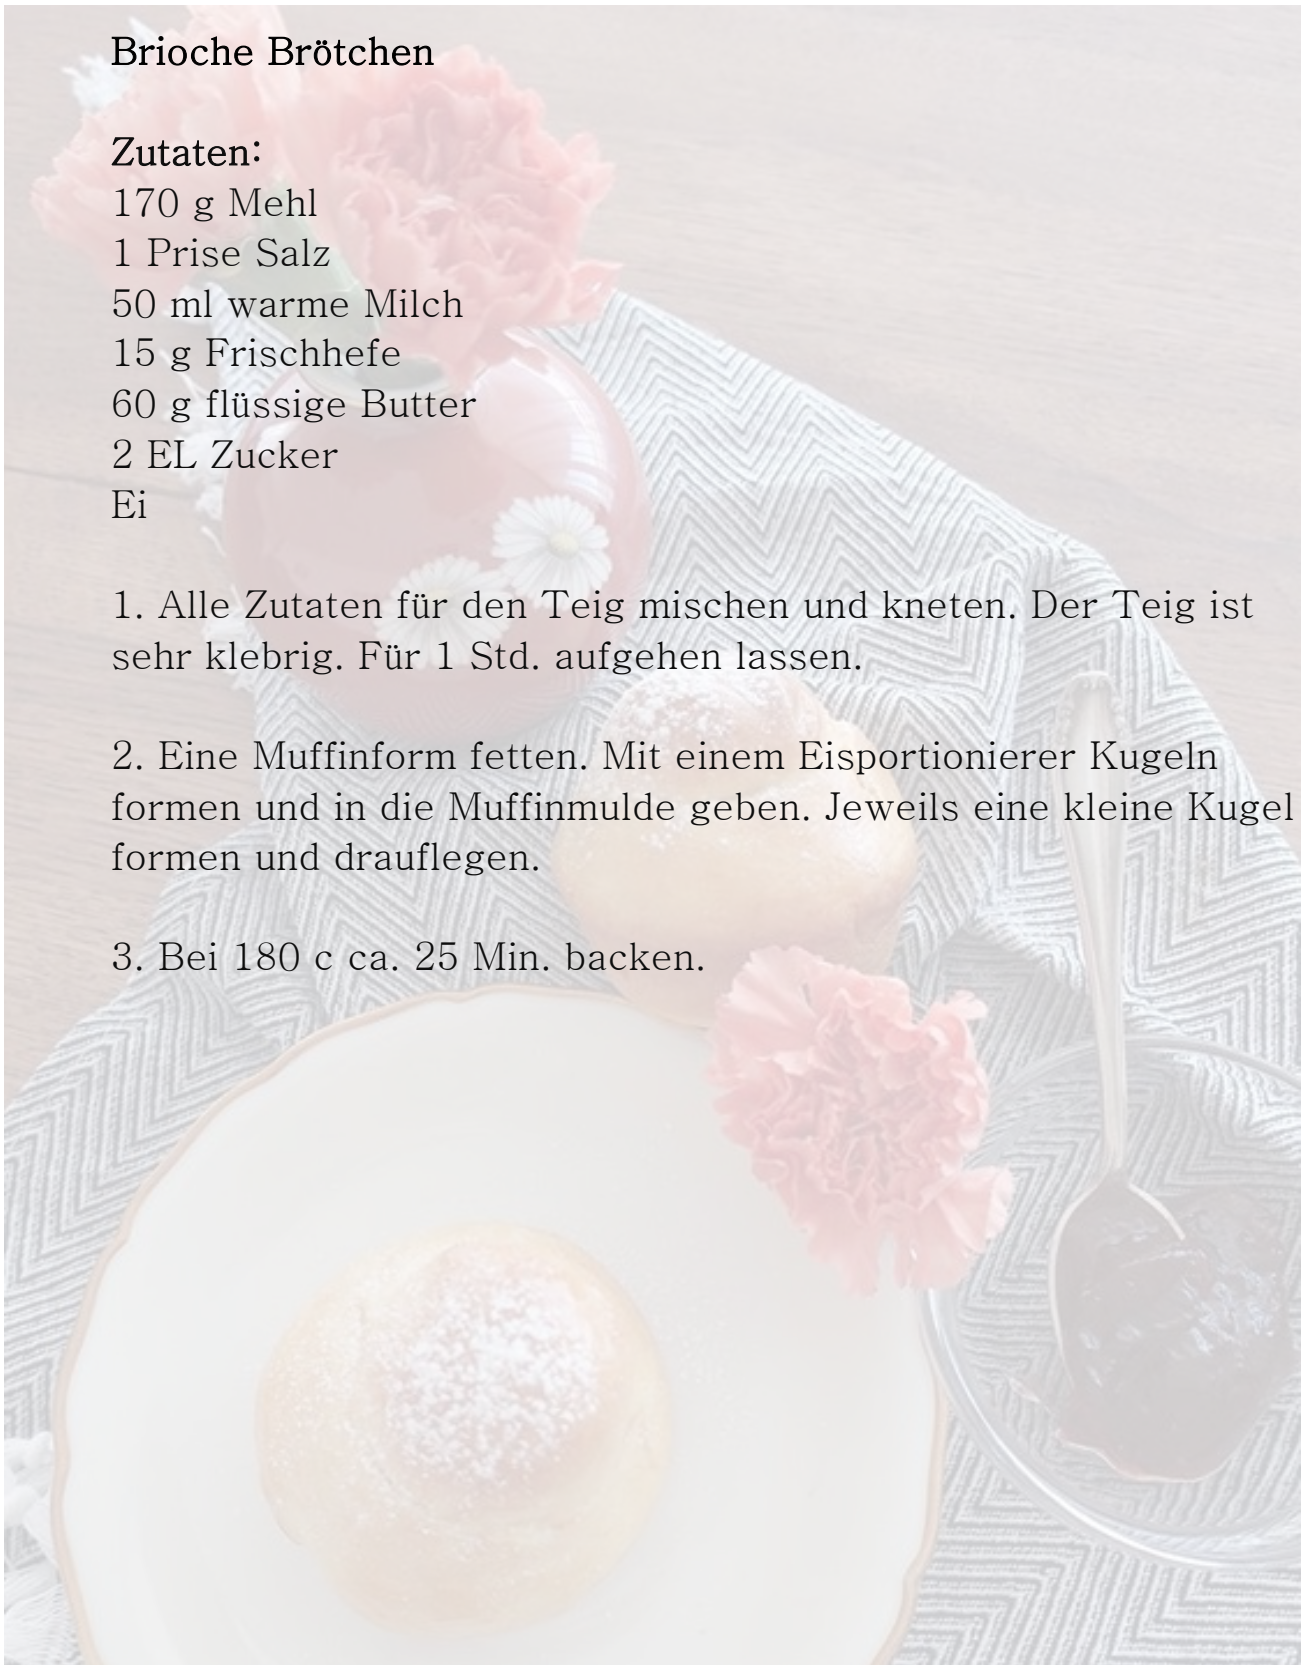 Brioche Brötchen
Zutaten:
170 g Mehl
1 Prise Salz
50 ml warme Milch
15 g Frischhefe
60 g flüssige Butter
2 EL Zucker
Ei
1. Alle Zutaten für den Teig mischen und kneten. Der Teig ist
sehr klebrig. Für 1 Std. aufgehen lassen.
2. Eine Muffinform fetten. Mit einem Eisportionierer Kugeln
formen und in die Muffinmulde geben. Jeweils eine kleine Kugel
formen und drauflegen.
3. Bei 180 c ca. 25 Min. backen.